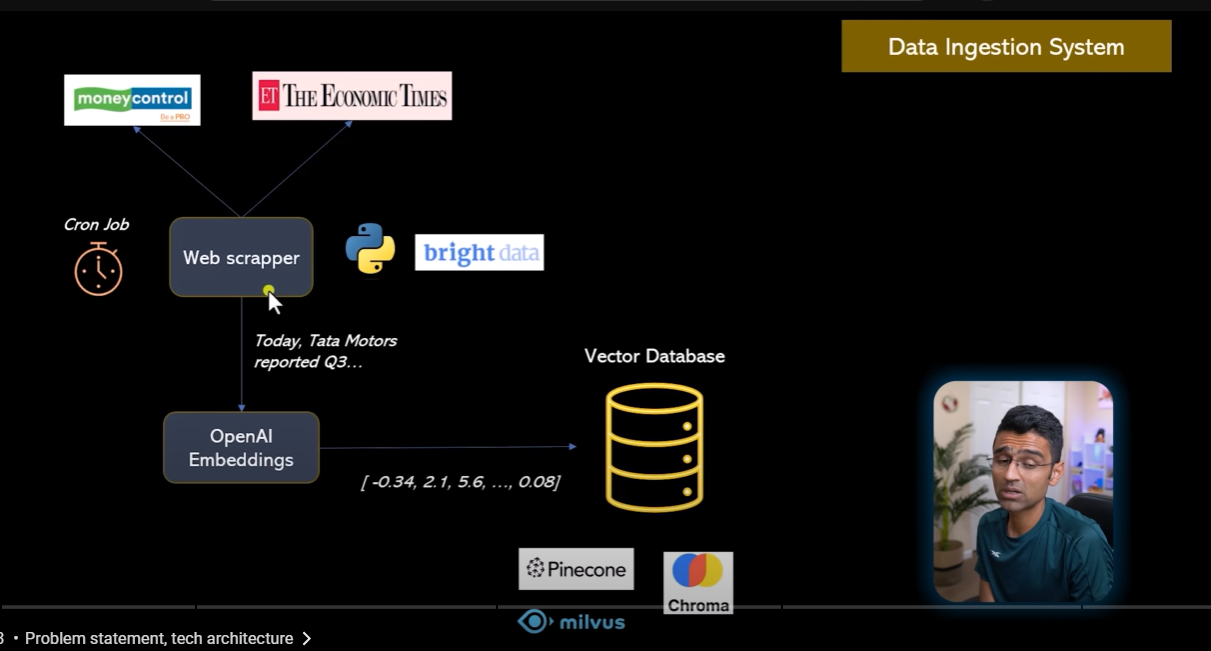 Data Ingestion System
moneycontrol
Be a PRO
ET THE ECONOMIC TIMES
Cron Job
Web scrapper
bright data
Today, Tata Motors
reported Q3...
Vector Database
OpenAI
Embeddings
[ -0.34, 2.1, 5.6, ..., 0.08]
Pinecone
Chroma
milvus
3 • Problem statement, tech architecture >